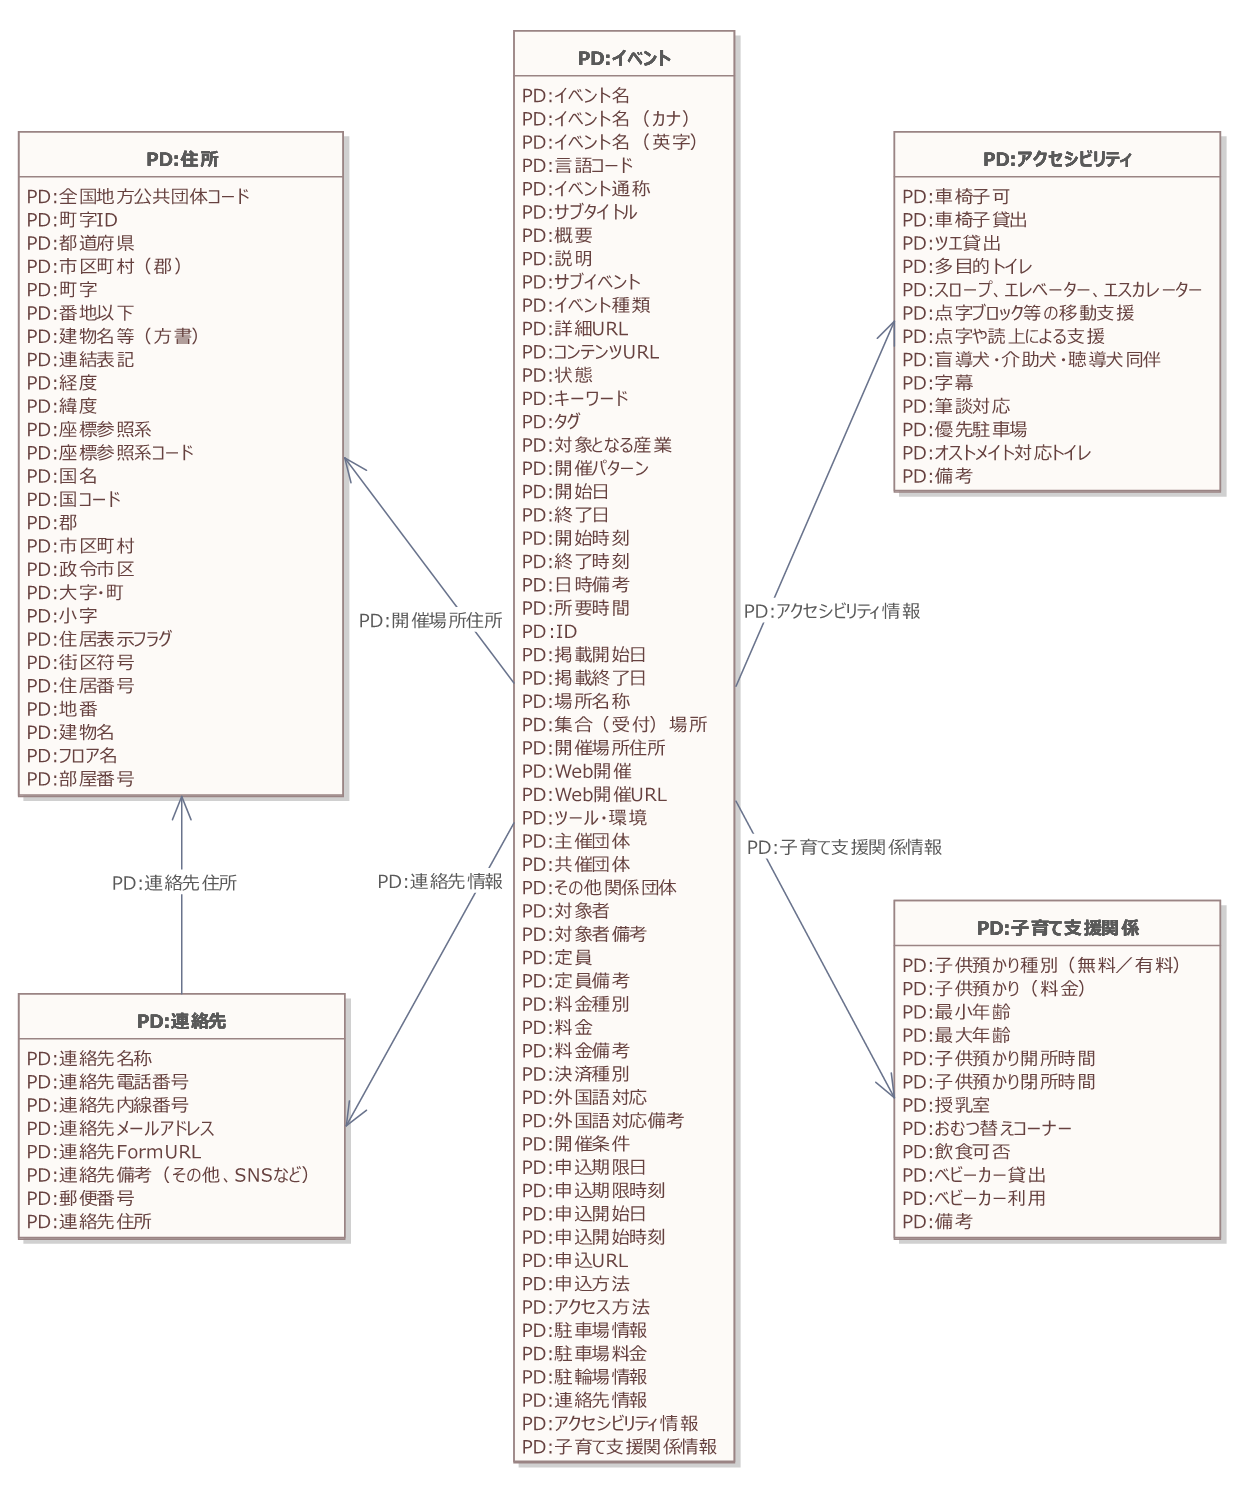 PD:イベント
PD:イベント名
PD:イベント名（カナ）
PD:イベント名（英字）
PD:言語コード
PD:イベント通称
PD:サブタイトル
PD:概要
PD:説明
PD:サブイベント
PD:イベント種類
PD:詳細URL
PD:コンテンツURL
PD:状態
PD:キーワード
PD:タグ
PD:対象となる産業
PD:開催パターン
PD:開始日
PD:終了日
PD:開始時刻
PD:終了時刻
PD:日時備考
PD:所要時間
PD:ID
PD:掲載開始日
PD:掲載終了日
PD:場所名称
PD:集合（受付）場所
PD:開催場所住所
PD:Web開催
PD:Web開催URL
PD:ツール・環境
PD:主催団体
PD:共催団体
PD:その他関係団体
PD:対象者
PD:対象者備考
PD:定員
PD:定員備考
PD:料金種別
PD:料金
PD:料金備考
PD:決済種別
PD:外国語対応
PD:外国語対応備考
PD:開催条件
PD:申込期限日
PD:申込期限時刻
PD:申込開始日
PD:申込開始時刻
PD:申込URL
PD:申込方法
PD:アクセス方法
PD:駐車場情報
PD:駐車場料金
PD:駐輪場情報
PD:連絡先情報
PD:アクセシビリティ情報
PD:子育て支援関係情報
PD:住所
PD:全国地方公共団体コード
PD:町字ID
PD:都道府県
PD:市区町村（郡）
PD:町字
PD:番地以下
PD:建物名等（方書）
PD:連結表記
PD:経度
PD:緯度
PD:座標参照系
PD:座標参照系コード
PD:国名
PD:国コード
PD:郡
PD:市区町村
PD:政令市区
PD:大字・町
PD:小字
PD:住居表示フラグ
PD:街区符号
PD:住居番号
PD:地番
PD:建物名
PD:フロア名
PD:部屋番号
PD:アクセシビリティ
PD:車椅子可
PD:車椅子貸出
PD:ツエ貸出
PD:多目的トイレ
PD:スロープ、エレベーター、エスカレーター
PD:点字ブロック等の移動支援
PD:点字や読上による支援
PD:盲導犬・介助犬・聴導犬同伴
PD:字幕
PD:筆談対応
PD:優先駐車場
PD:オストメイト対応トイレ
PD:備考
PD:開催場所住所
PD:アクセシビリティ情報
PD:連絡先住所
PD:連絡先情報
PD:子育て支援関係情報
PD:連絡先
PD:連絡先名称
PD:連絡先電話番号
PD:連絡先内線番号
PD:連絡先メールアドレス
PD:連絡先FormURL
PD:連絡先備考（その他、SNSなど）
PD:郵便番号
PD:連絡先住所
PD:子育て支援関係
PD:子供預かり種別（無料／有料）
PD:子供預かり（料金）
PD:最小年齢
PD:最大年齢
PD:子供預かり開所時間
PD:子供預かり閉所時間
PD:授乳室
PD:おむつ替えコーナー
PD:飲食可否
PD:ベビーカー貸出
PD:ベビーカー利用
PD:備考